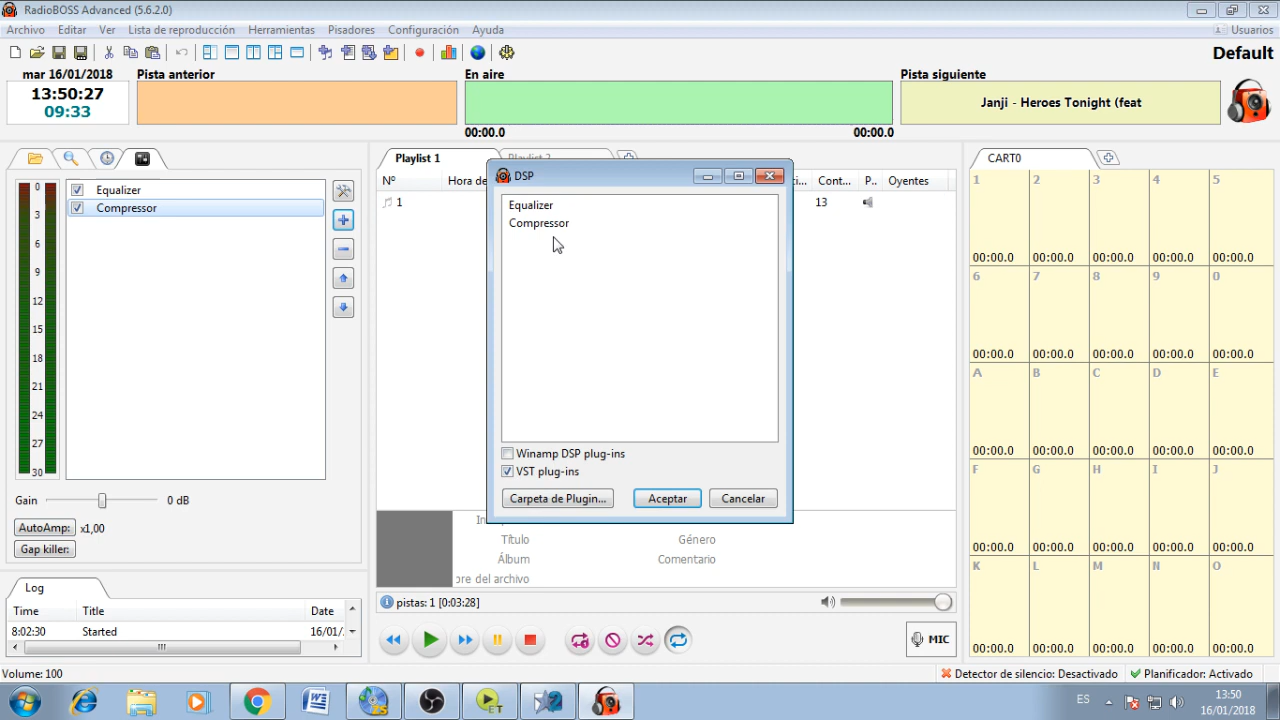 RadioBOSS Advanced (5.6.2.0)
Archivo Editar Ver Lista de reproducción Herramientas Pisadores Configuración Ayuda Usuarios
Default
mar 16/01/2018
13:50:27
09:33
Pista anterior
En aire
00:00.0 00:00.0
Pista siguiente
Janji - Heroes Tonight (feat
0
3
6
9
12
15
18
21
24
27
30
Equalizer
Compressor
Gain 0 dB
AutoAmp: x1,00
Gap killer:
Log
Time Title Date
8:02:30 Started 16/01/
Playlist 1
Playlist 2
Nº Hora de Cont... P.. Oyentes
1 13
DSP
Equalizer
Compressor
Winamp DSP plug-ins
VST plug-ins
Carpeta de Plugin... Aceptar Cancelar
Título Género
Álbum Comentario
bre del archivo
pistas: 1 [0:03:28]
MIC
CART0
1 2 3 4 5
00:00.0 00:00.0 00:00.0 00:00.0 00:00.0
6 7 8 9 0
00:00.0 00:00.0 00:00.0 00:00.0 00:00.0
A B C D E
00:00.0 00:00.0 00:00.0 00:00.0 00:00.0
F G H I J
00:00.0 00:00.0 00:00.0 00:00.0 00:00.0
K L M N O
00:00.0 00:00.0 00:00.0 00:00.0 00:00.0
Volume: 100
Detector de silencio: Desactivado Planificador: Activado
ES
13:50
16/01/2018